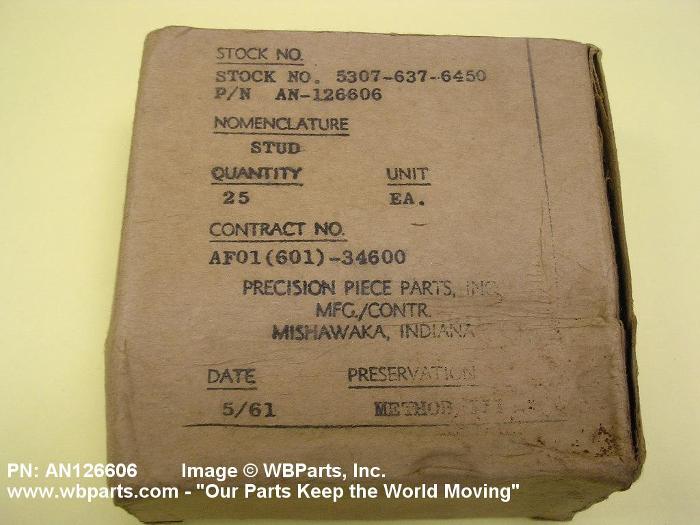 STOCK NO.
STOCK NO. 5307-637-6450
P/N AN-126606
NOMENCLATURE
STUD
QUANTITY UNIT
25 EA.
CONTRACT NO.
AF01(601)-34600
PRECISION PIECE PARTS, INC.
MFG./CONTR.
MISHAWAKA, INDIANA
DATE PRESERVATION
5/61 METHOD III
PN: AN126606 Image © WBParts, Inc.
www.wbparts.com - "Our Parts Keep the World Moving"